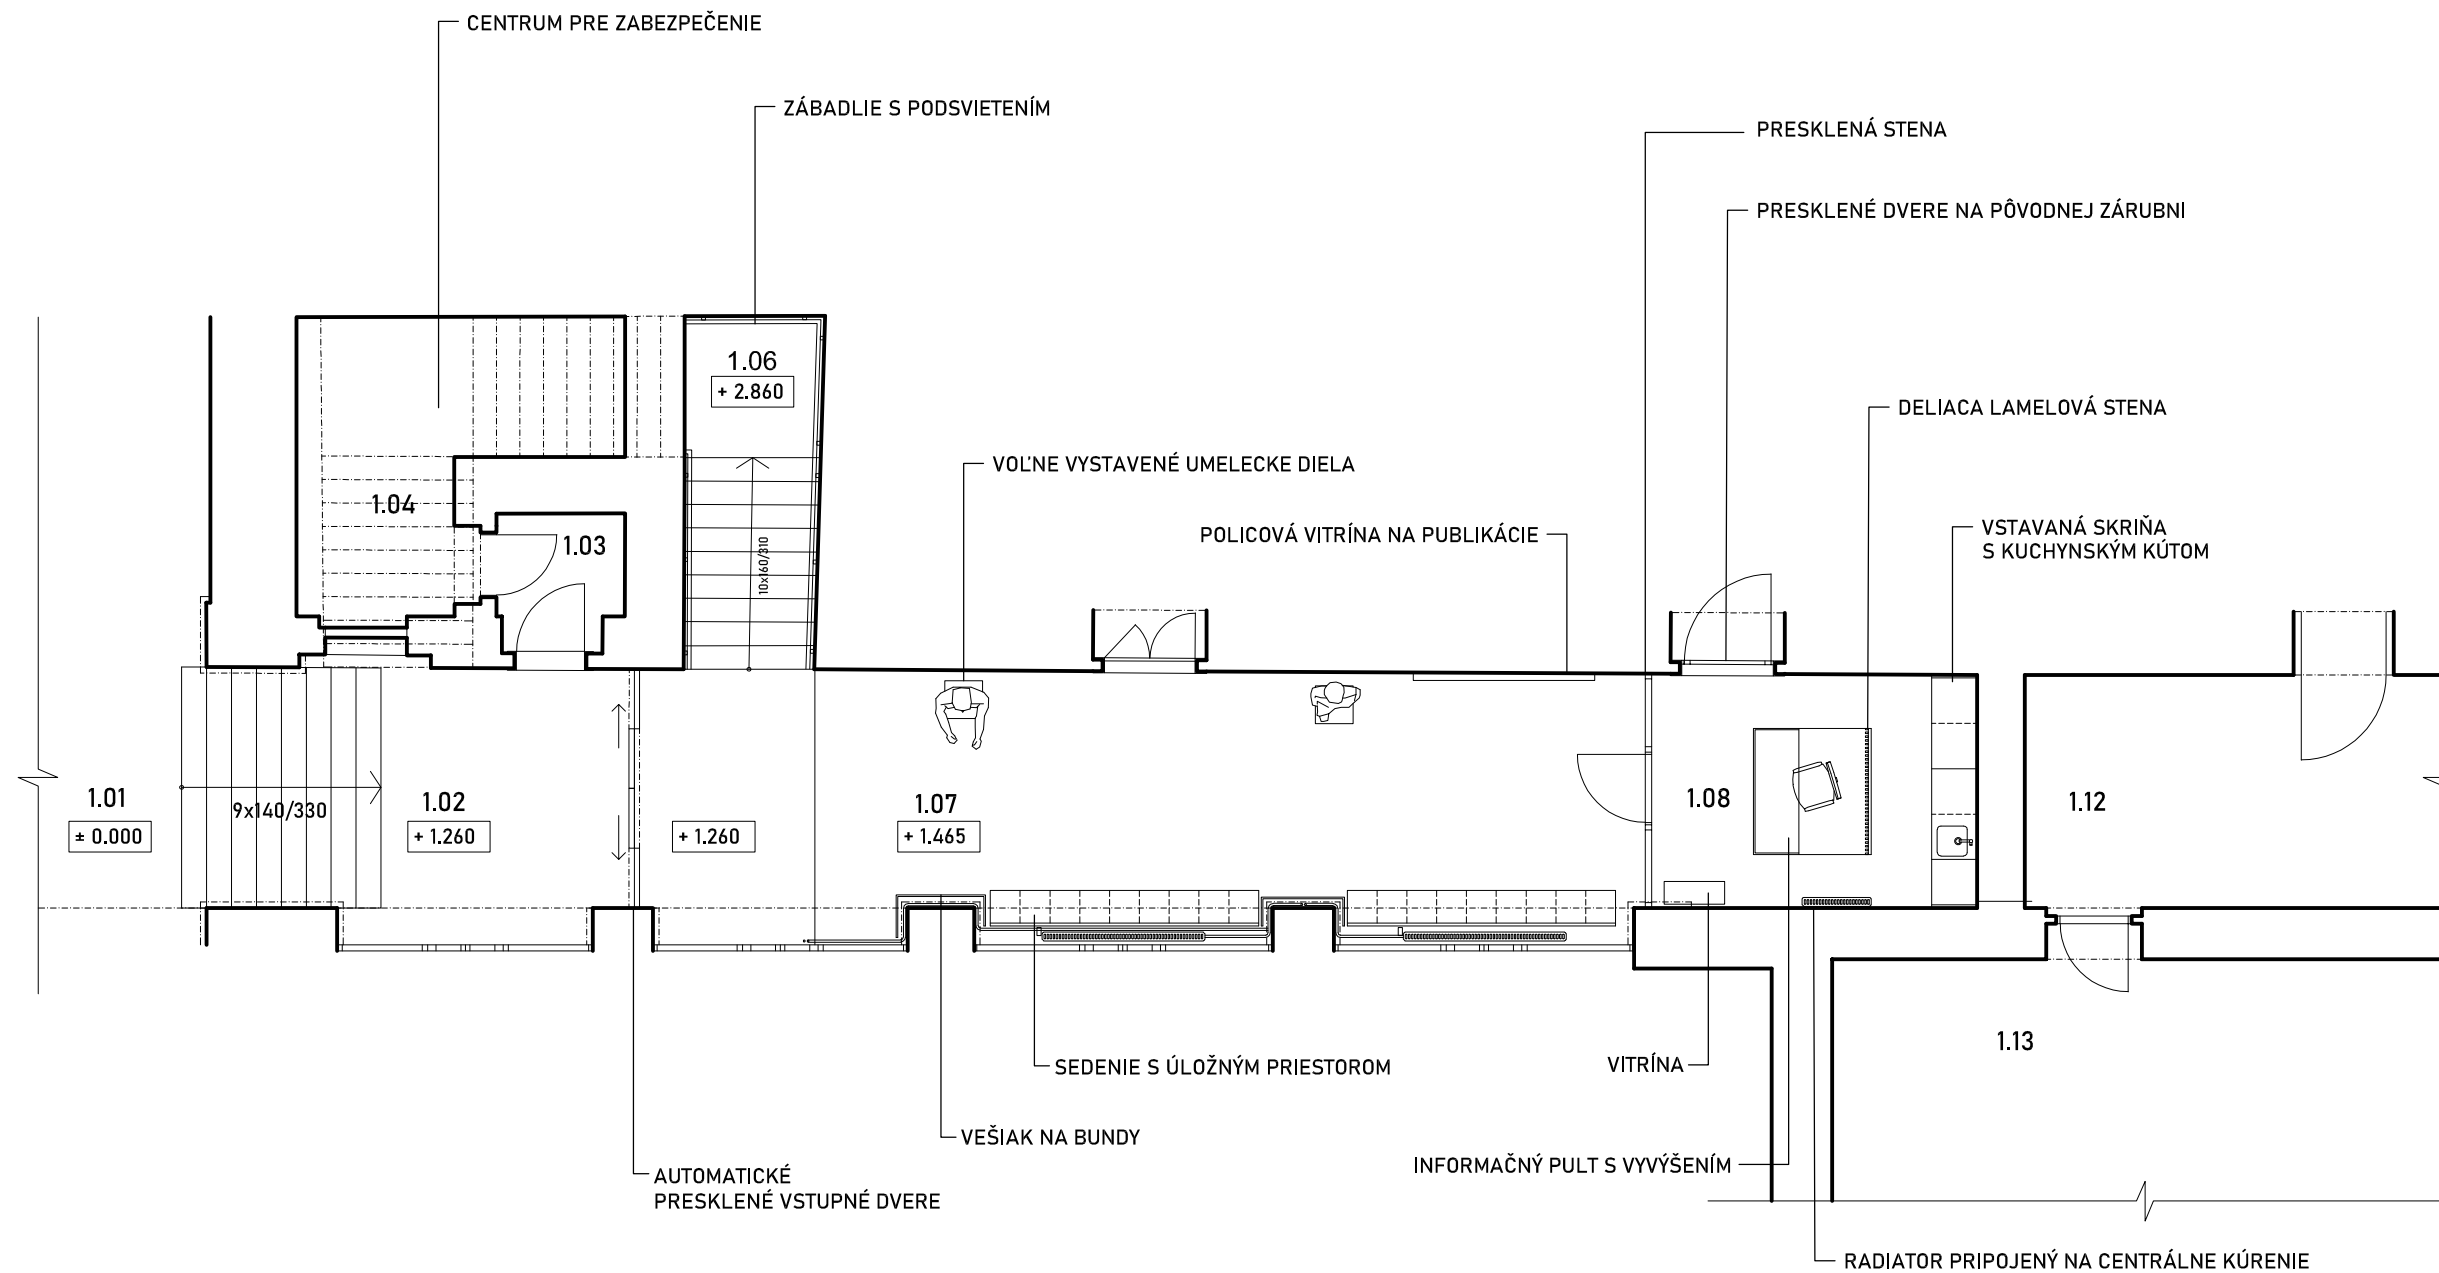 CENTRUM PRE ZABEZPEČENIE
ZÁBADLIE S PODSVIETENÍM
PRESKLENÁ STENA
PRESKLENÉ DVERE NA PÔVODNEJ ZÁRUBNI
1.06
+ 2.860
DELIACA LAMELOVÁ STENA
VOĽNE VYSTAVENÉ UMELECKE DIELA
1.04
POLICOVÁ VITRÍNA NA PUBLIKÁCIE
VSTAVANÁ SKRIŇA
S KUCHYNSKÝM KÚTOM
1.03
10x160/310
1.01
± 0.000
9x140/330
1.02
+ 1.260
+ 1.260
1.07
+ 1.465
1.08
1.12
1.13
SEDENIE S ÚLOŽNÝM PRIESTOROM
VITRÍNA
VEŠIAK NA BUNDY
INFORMAČNÝ PULT S VYVÝŠENÍM
AUTOMATICKÉ
PRESKLENÉ VSTUPNÉ DVERE
RADIATOR PRIPOJENÝ NA CENTRÁLNE KÚRENIE